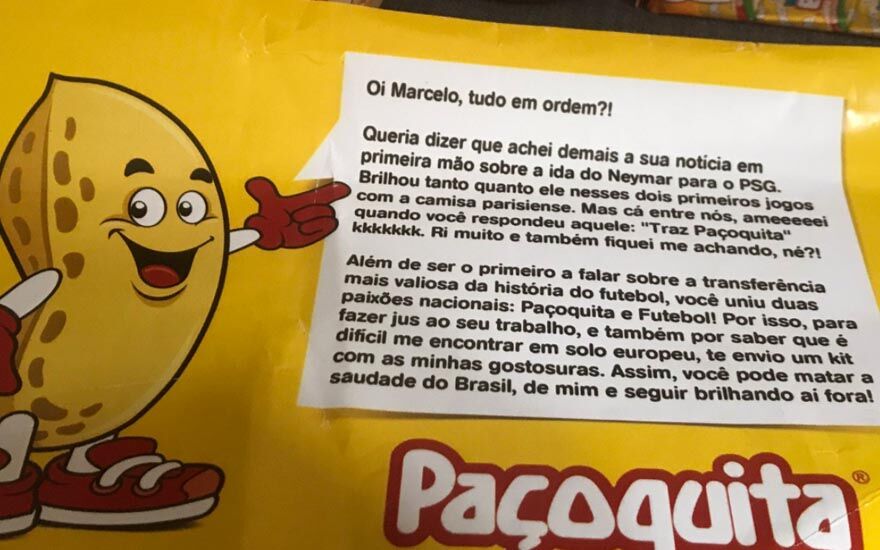 Oi Marcelo, tudo em ordem?!
Queria dizer que achei demais a sua notícia em
primeira mão sobre a ida do Neymar para o PSG.
Brilhou tanto quanto ele nesses dois primeiros jogos
com a camisa parisiense. Mas cá entre nós, ameeeeei
quando você respondeu aquele: "Traz Paçoquita"
kkkkkkk. Ri muito e também fiquei me achando, né?!
Além de ser o primeiro a falar sobre a transferência
mais valiosa da história do futebol, você uniu duas
paixões nacionais: Paçoquita e Futebol! Por isso, para
fazer jus ao seu trabalho, e também por saber que é
difícil me encontrar em solo europeu, te envio um kit
com as minhas gostosuras. Assim, você pode matar a
saudade do Brasil, de mim e seguir brilhando aí fora!
Paçoquita®